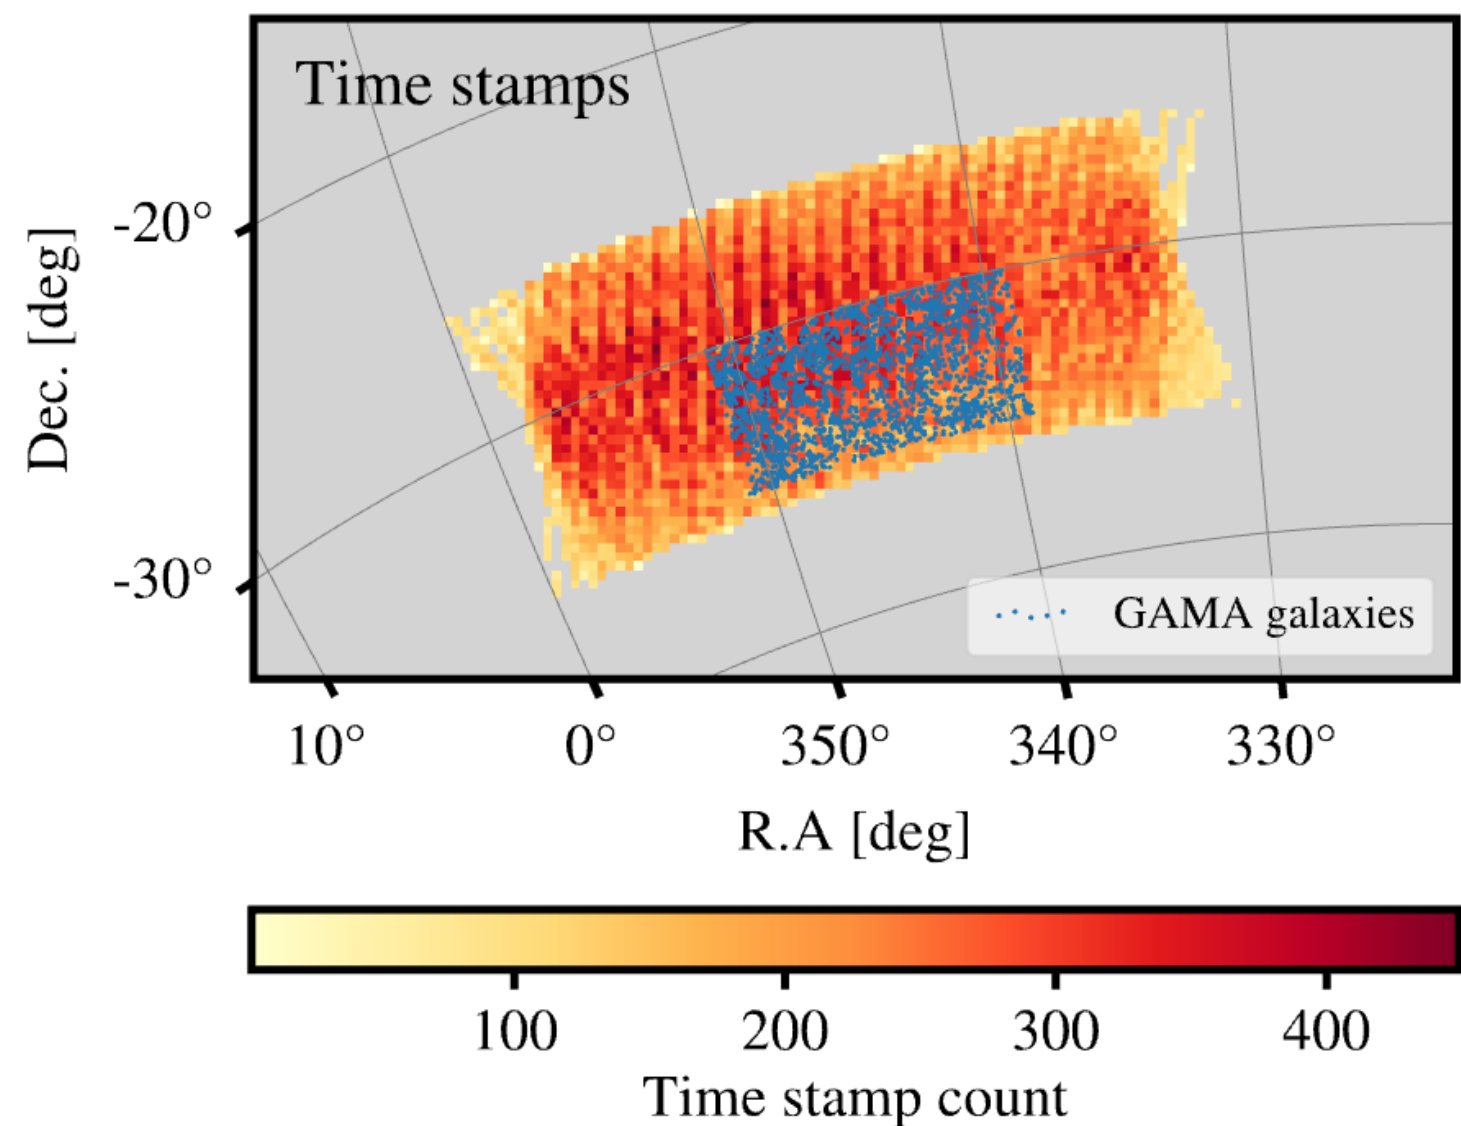 Time stamps
Dec. [deg]
-20°
-30°
GAMA galaxies
10° 0° 350° 340° 330°
R.A [deg]
100 200 300 400
Time stamp count